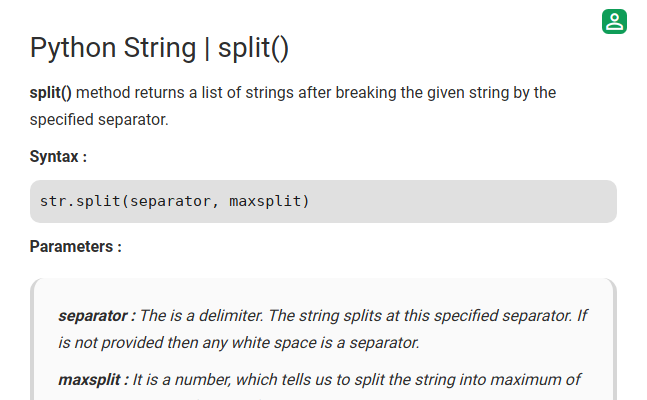 Python String | split()
split() method returns a list of strings after breaking the given string by the
specified separator.
Syntax :
str.split(separator, maxsplit)
Parameters :
separator : The is a delimiter. The string splits at this specified separator. If
is not provided then any white space is a separator.
maxsplit : It is a number, which tells us to split the string into maximum of